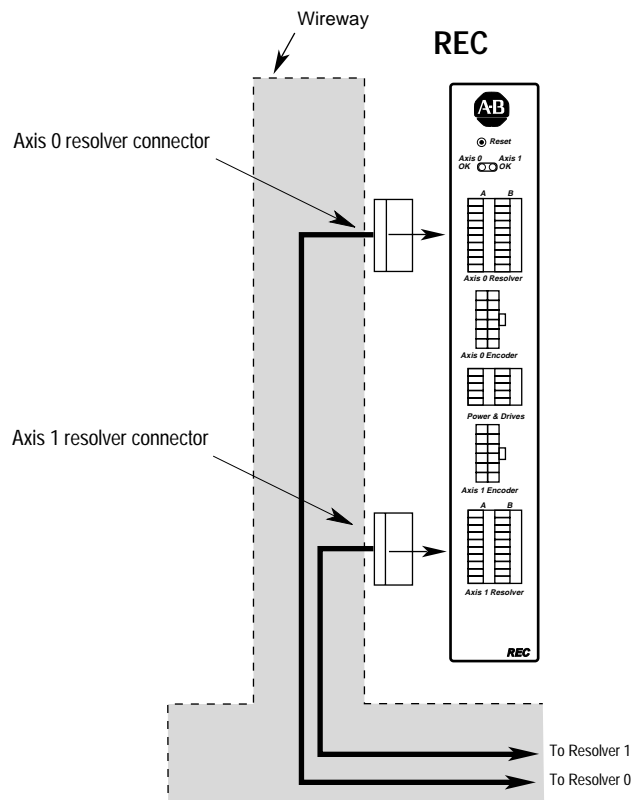 Wireway
REC
A-B
Reset
Axis 0 OK
Axis 1 OK
Axis 0 resolver connector
A B
Axis 0 Resolver
Axis 0 Encoder
Power & Drives
Axis 1 resolver connector
Axis 1 Encoder
A B
Axis 1 Resolver
REC
To Resolver 1
To Resolver 0